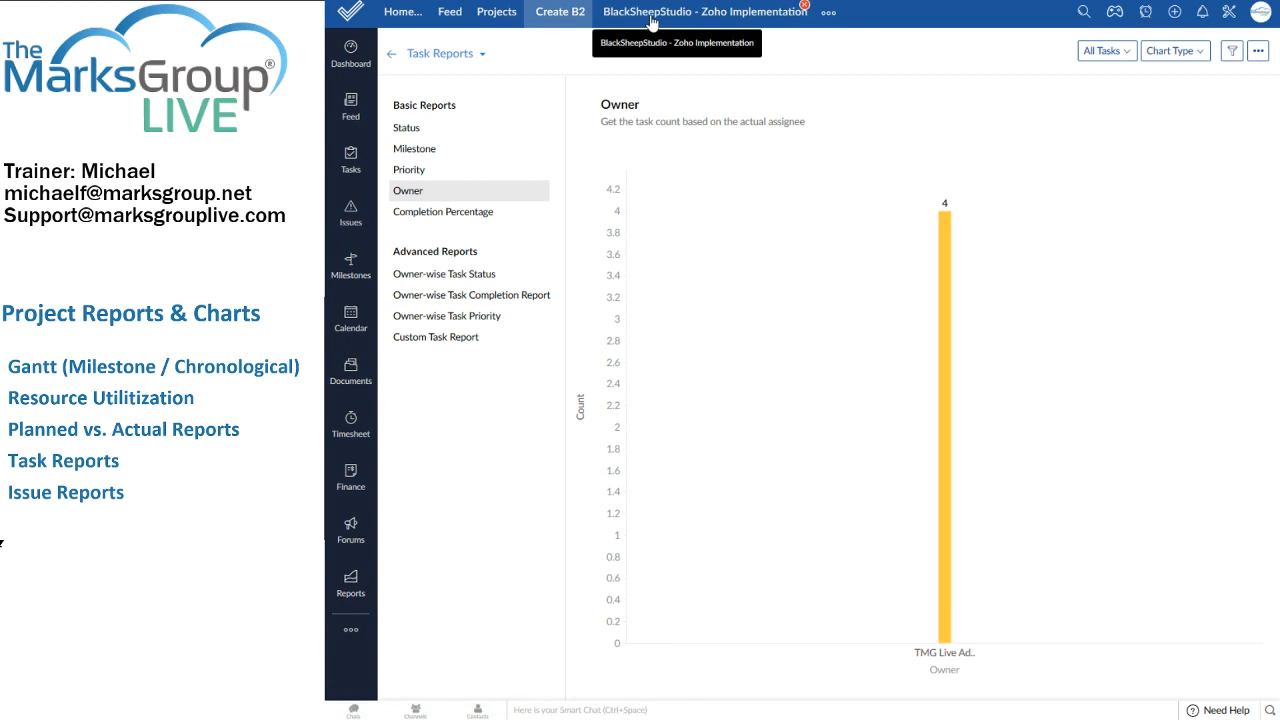 The
MarksGroup®
LIVE
Trainer: Michael
michaelf@marksgroup.net
Support@marksgrouplive.com
Project Reports & Charts
Gantt (Milestone / Chronological)
Resource Utilitization
Planned vs. Actual Reports
Task Reports
Issue Reports
Home...
Feed
Projects
Create B2
BlackSheepStudio - Zoho Implementation
BlackSheepStudio - Zoho Implementation
Dashboard
Feed
Tasks
Issues
Milestones
Calendar
Documents
Timesheet
Finance
Forums
Reports
Task Reports
All Tasks
Chart Type
Basic Reports
Status
Milestone
Priority
Owner
Completion Percentage
Advanced Reports
Owner-wise Task Status
Owner-wise Task Completion Report
Owner-wise Task Priority
Custom Task Report
Owner
Get the task count based on the actual assignee
4.2
4
3.8
3.6
3.4
3.2
3
2.8
2.6
2.4
2.2
2
1.8
1.6
1.4
1.2
1
0.8
0.6
0.4
0.2
0
Count
4
TMG Live Ad..
Owner
Chats
Channels
Contacts
Here is your Smart Chat (Ctrl+Space)
Need Help